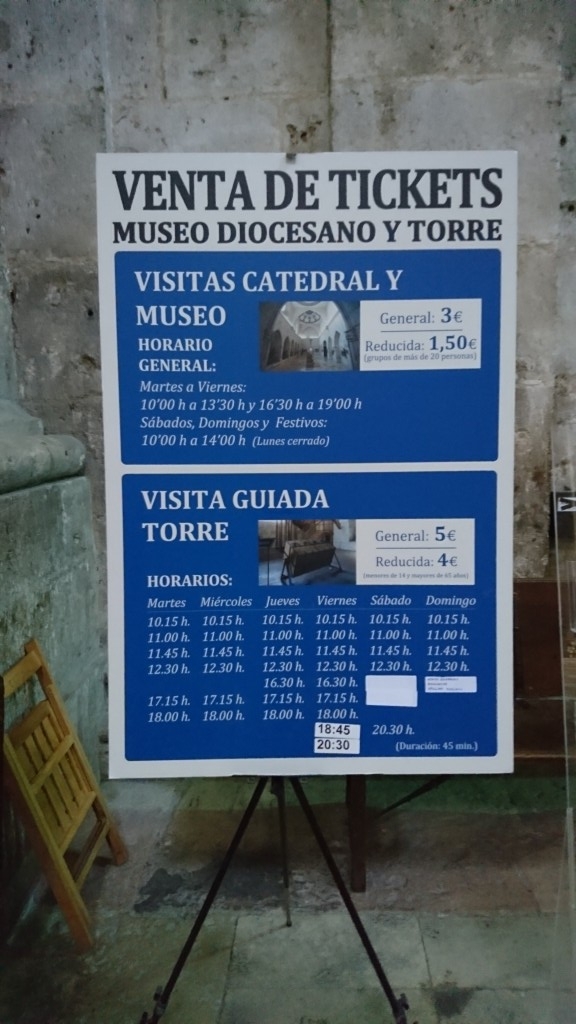 VENTA DE TICKETS
MUSEO DIOCESANO Y TORRE
VISITAS CATEDRAL Y
MUSEO
HORARIO
GENERAL:
General: 3€
Reducida: 1,50€
(grupos de más de 20 personas)
Martes a Viernes:
10'00 h a 13'30 h y 16'30 h a 19'00 h
Sábados, Domingos y Festivos:
10'00 h a 14'00 h (Lunes cerrado)
VISITA GUIADA
TORRE
General: 5€
Reducida: 4€
(menores de 14 y mayores de 65 años)
HORARIOS:
Martes Miércoles Jueves Viernes Sábado Domingo
10.15 h. 10.15 h. 10.15 h. 10.15 h. 10.15 h. 10.15 h.
11.00 h. 11.00 h. 11.00 h. 11.00 h. 11.00 h. 11.00 h.
11.45 h. 11.45 h. 11.45 h. 11.45 h. 11.45 h. 11.45 h.
12.30 h. 12.30 h. 12.30 h. 12.30 h. 12.30 h. 12.30 h.
16.30 h. 16.30 h.
17.15 h. 17.15 h. 17.15 h. 17.15 h.
18.00 h. 18.00 h. 18.00 h. 18.00 h.
18:45
20:30
20.30 h.
(Duración: 45 min.)